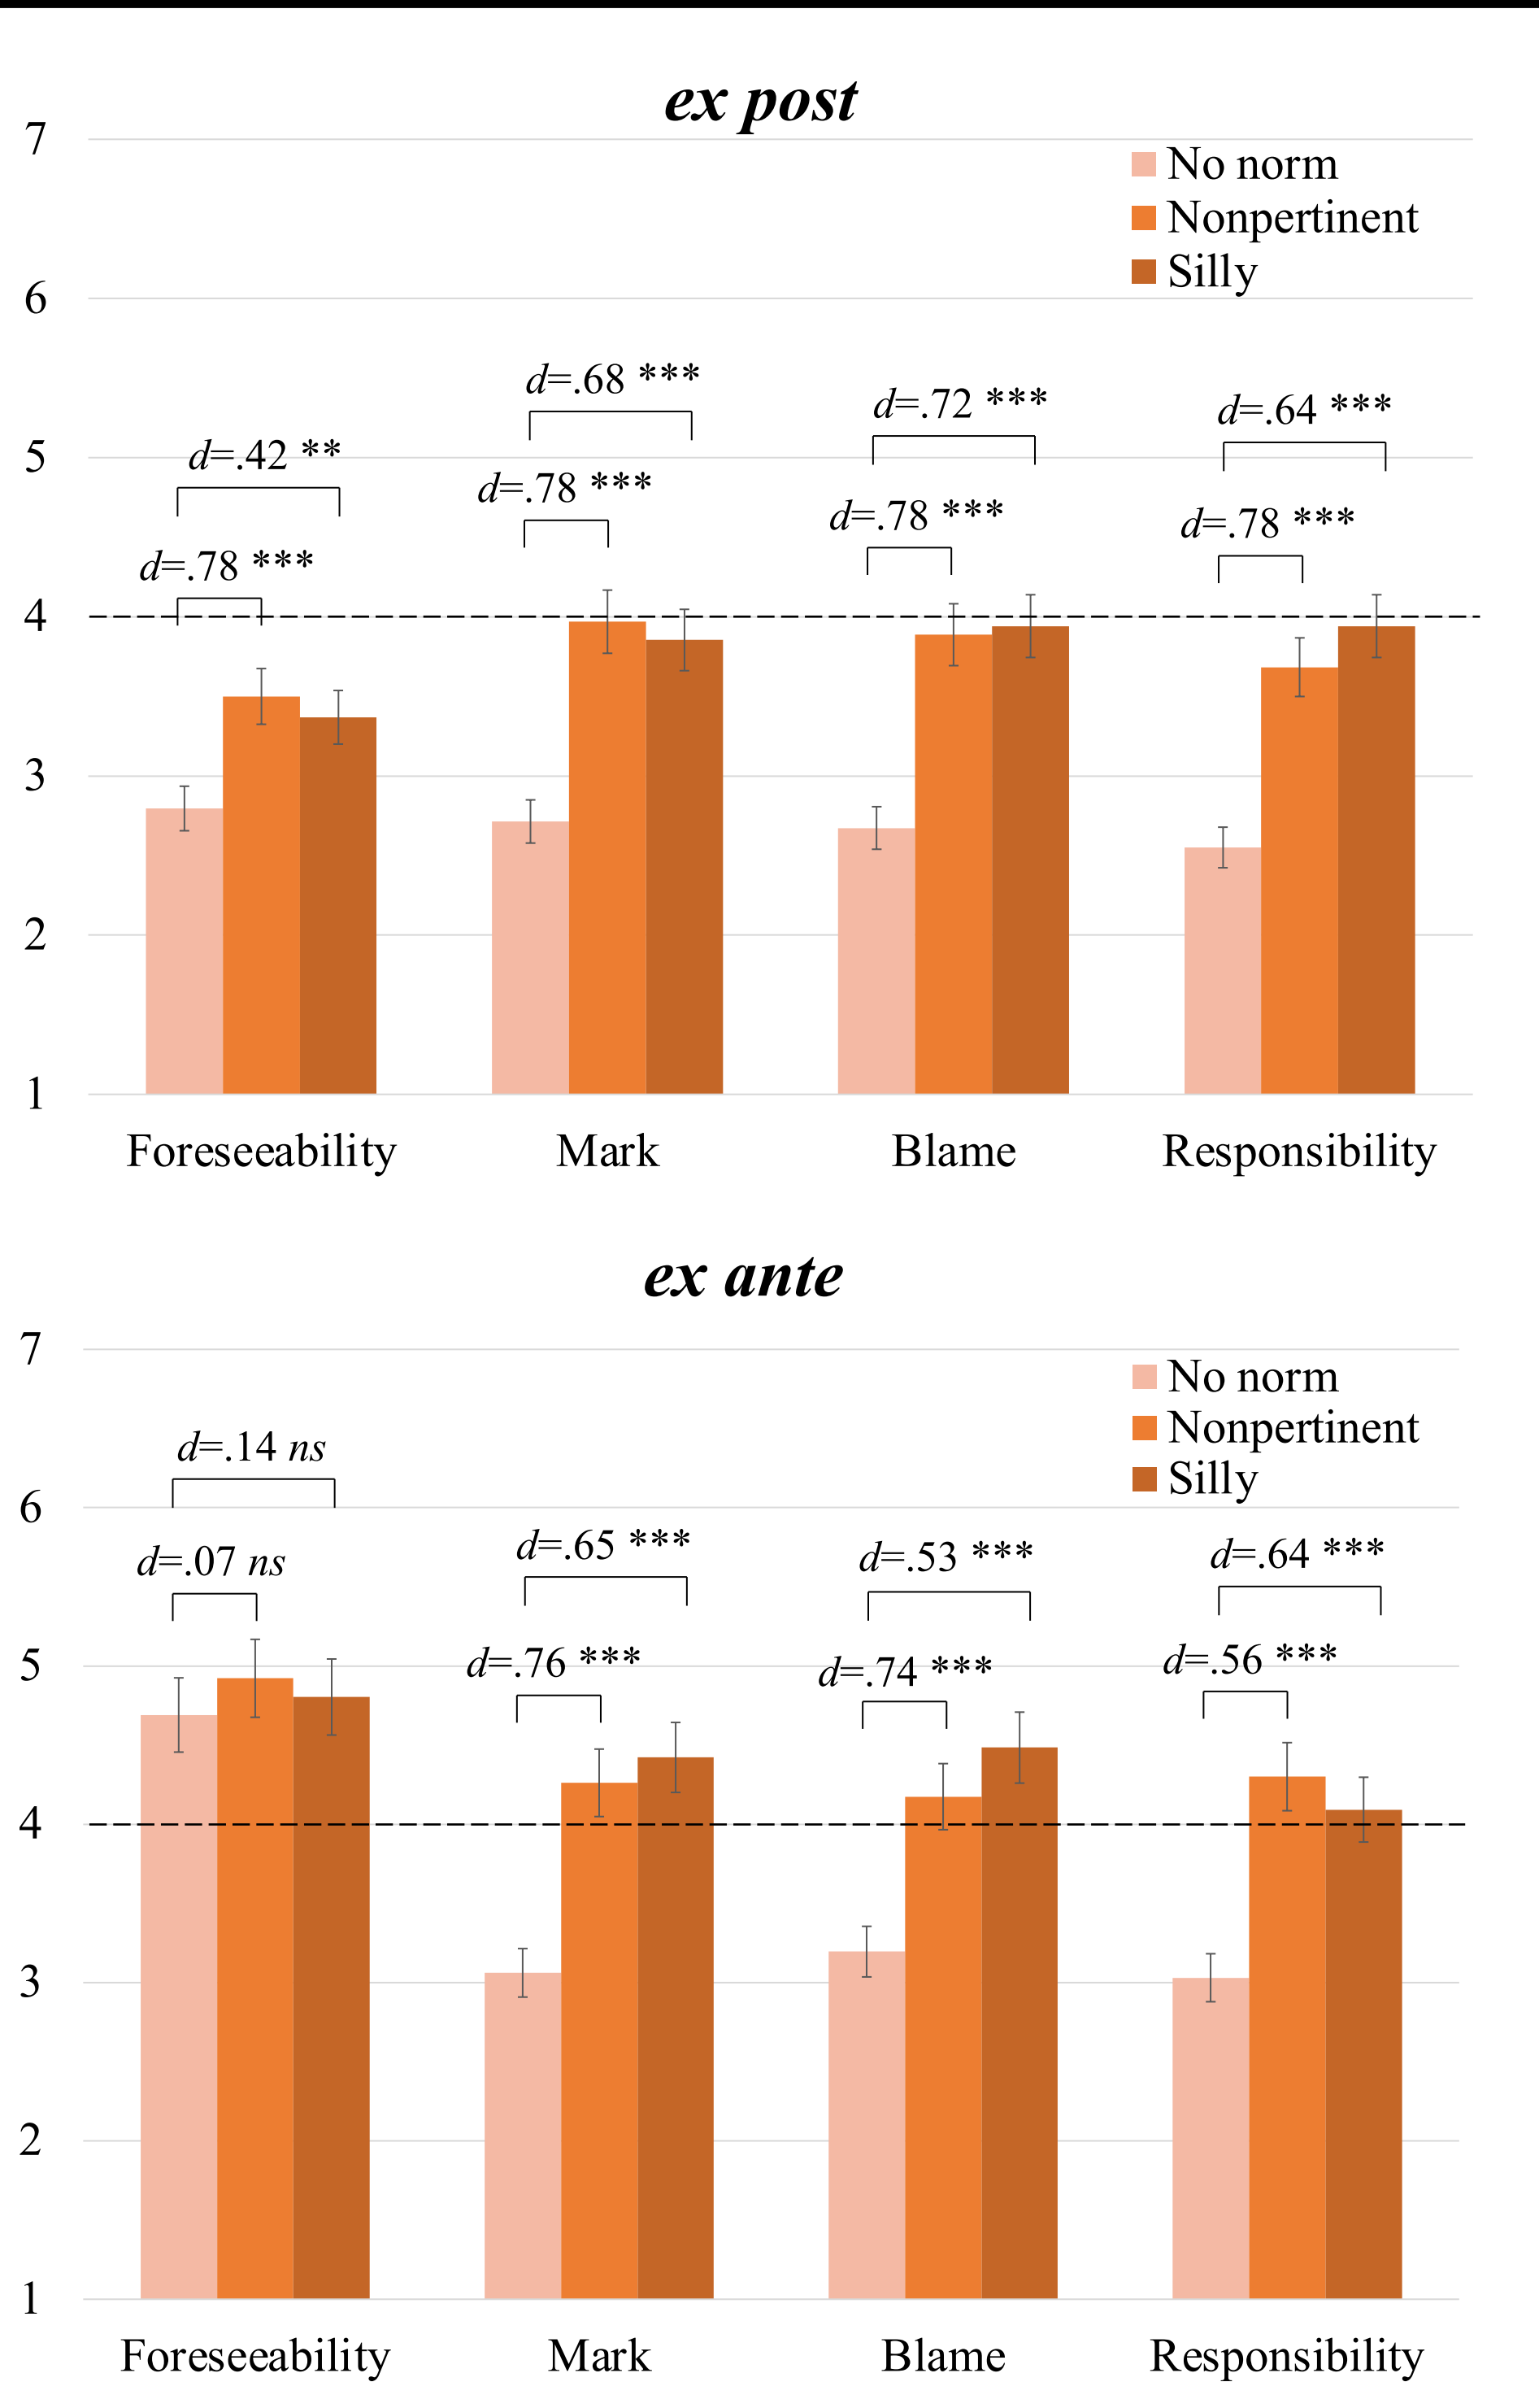 ex post
7
No norm
Nonpertinent
6
Silly
d=.68 ***
d=.72 ***
d=.64 ***
5
d=.42 **
d=.78 ***
d=.78 ***
d=.78 ***
d=.78 ***
4
3
2
1
Foreseeability Mark Blame Responsibility
ex ante
7
No norm
Nonpertinent
d=.14 ns
Silly
6
d=.07 ns
d=.65 ***
d=.53 ***
d=.64 ***
5
d=.76 ***
d=.74 ***
d=.56 ***
4
3
2
1
Foreseeability Mark Blame Responsibility